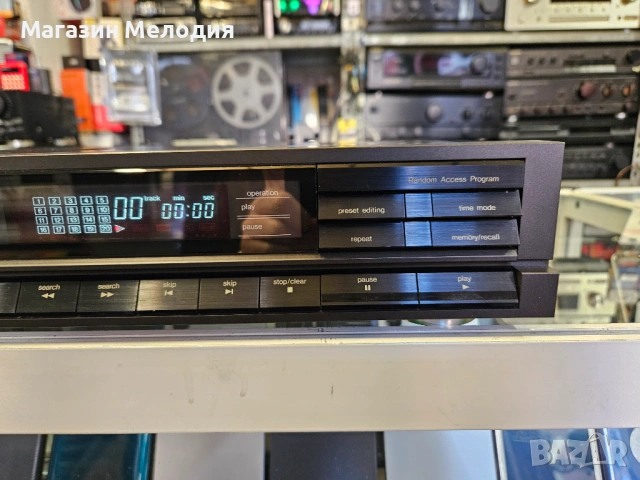 Магазин Мелодия
Random Access Program
operation
play
pause
preset editing
time mode
repeat
memory/recall
1 2 3 4 5
6 7 8 9 10
11 12 13 14 15
16 17 18 19 20
track min sec
00 00:00
search
search
skip
skip
stop/clear
pause
play
BAZAR